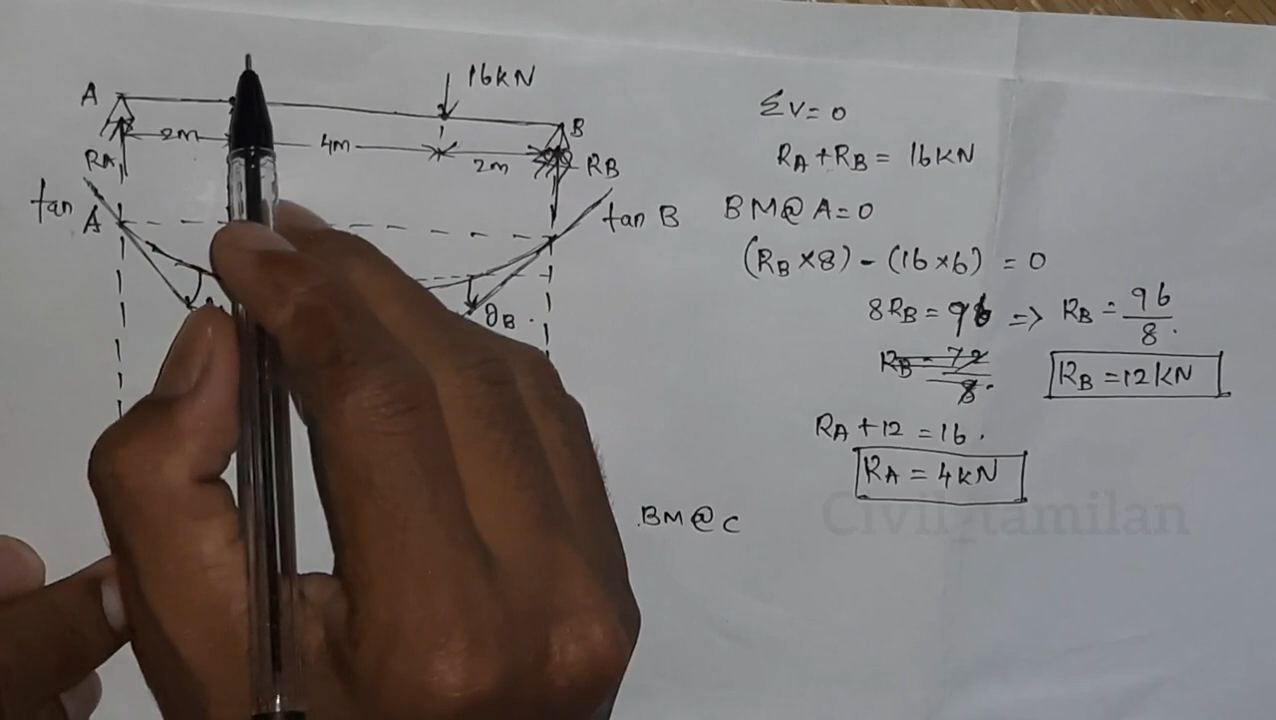 A
16kN
2m
4m
2m
B
RA
RB
tan A
tan B
θB.
ΣV=0
RA+RB = 16kN
BM@A=0
(RB×8) - (16×6) = 0
8RB = 96 => RB = 96/8.
RB = 72/8.
RB = 12kN
RA+12 = 16.
RA = 4kN
BM@C
Civil_tamilan